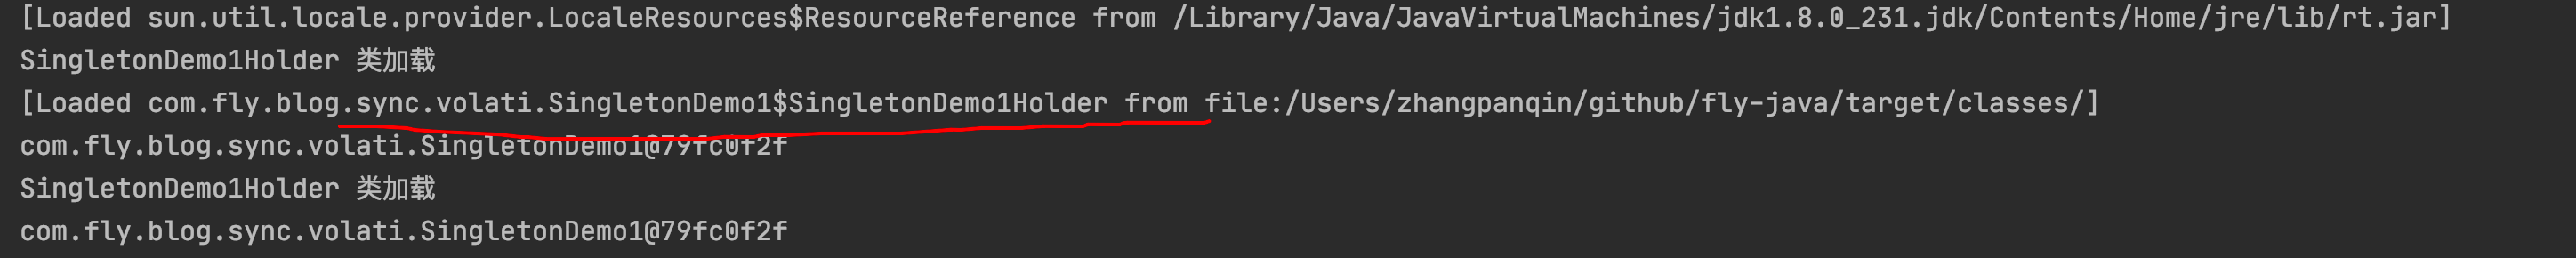 [Loaded sun.util.locale.provider.LocaleResources$ResourceReference from /Library/Java/JavaVirtualMachines/jdk1.8.0_231.jdk/Contents/Home/jre/lib/rt.jar]
SingletonDemo1Holder 类加载
[Loaded com.fly.blog.sync.volati.SingletonDemo1$SingletonDemo1Holder from file:/Users/zhangpanqin/github/fly-java/target/classes/]
com.fly.blog.sync.volati.SingletonDemo1@79fc0f2f
SingletonDemo1Holder 类加载
com.fly.blog.sync.volati.SingletonDemo1@79fc0f2f